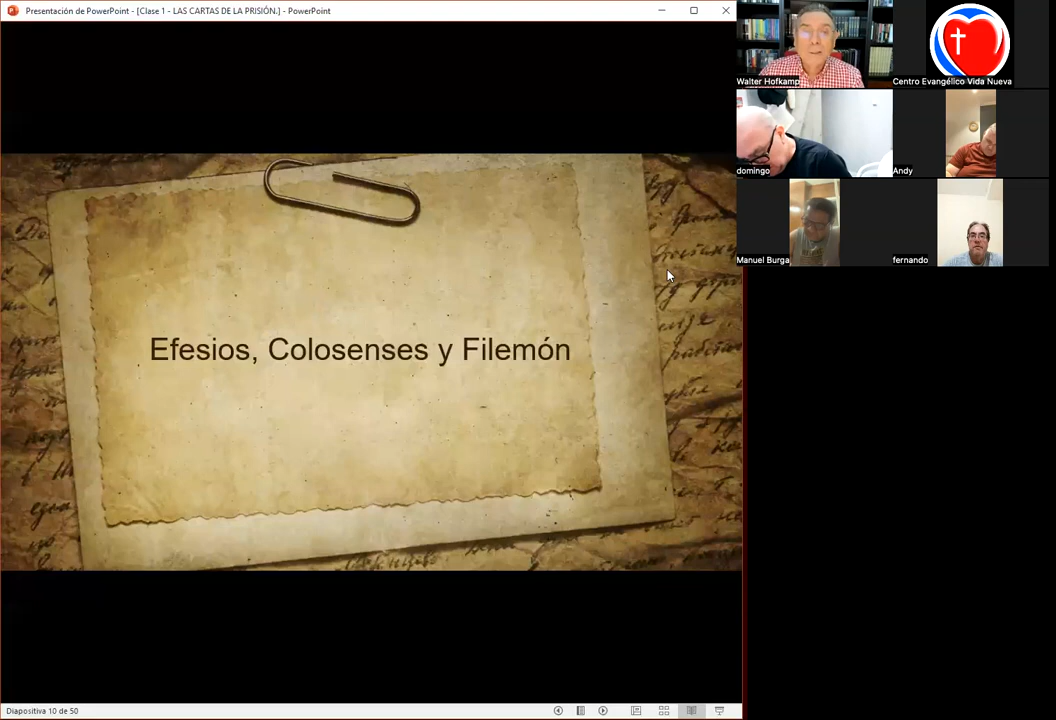 Presentación de PowerPoint - [Clase 1 - LAS CARTAS DE LA PRISIÓN.] - PowerPoint
Efesios, Colosenses y Filemón
Walter Hofkamp
Centro Evangélico Vida Nueva
domingo
Andy
Manuel Burga
fernando
Diapositiva 10 de 50